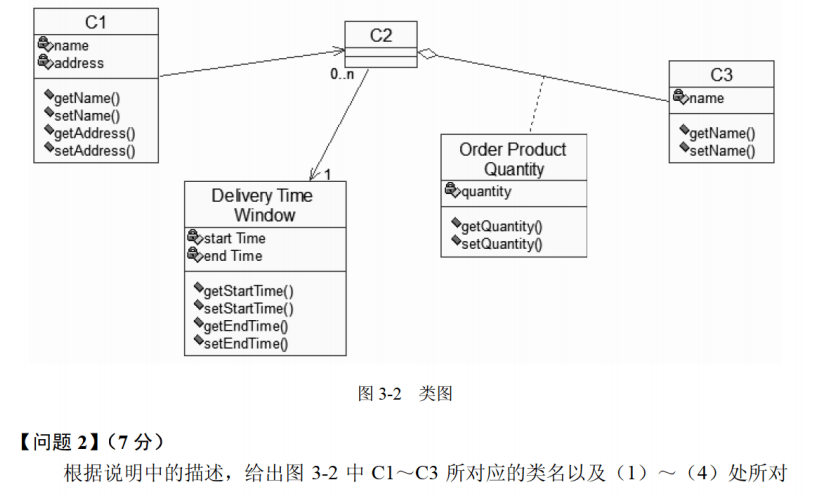 C1
name
address
getName()
setName()
getAddress()
setAddress()
C2
0..n
C3
name
getName()
setName()
Order Product
Quantity
quantity
getQuantity()
setQuantity()
1
Delivery Time
Window
start Time
end Time
getStartTime()
setStartTime()
getEndTime()
setEndTime()
图 3-2 类图
【问题 2】(7 分)
根据说明中的描述，给出图 3-2 中 C1～C3 所对应的类名以及（1）～（4）处所对